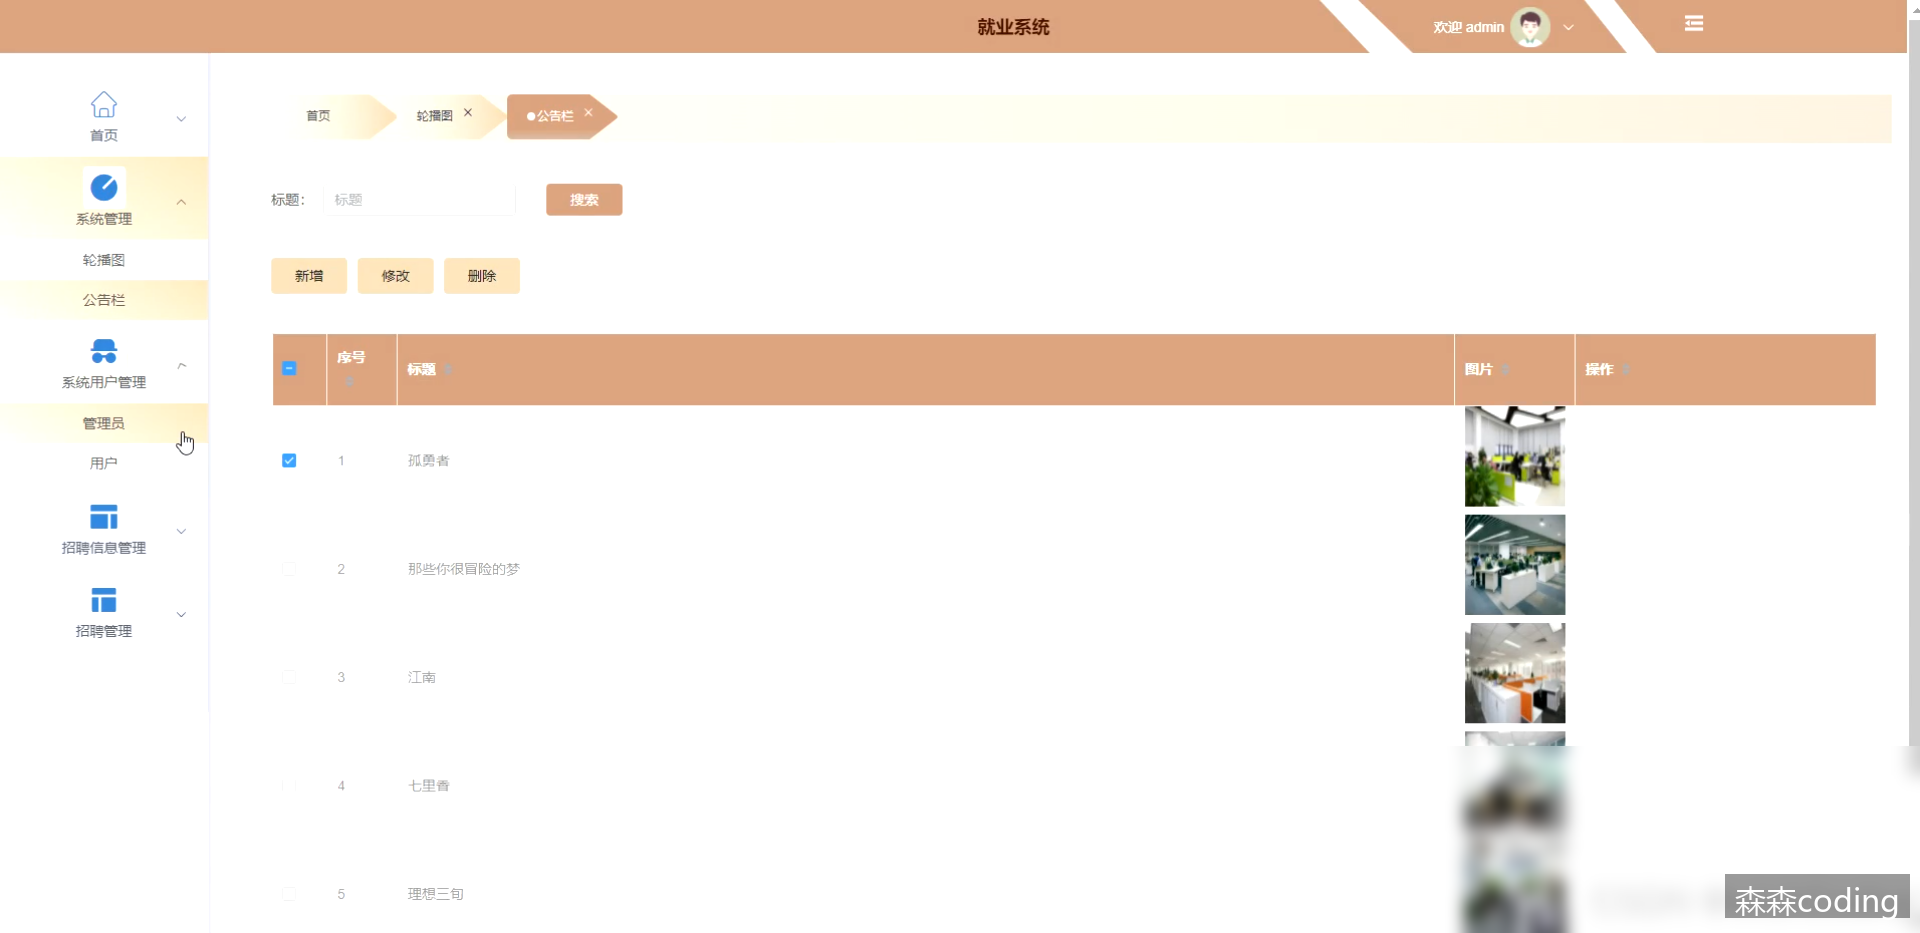 就业系统
欢迎 admin
首页
系统管理
轮播图
公告栏
系统用户管理
管理员
用户
招聘信息管理
招聘管理
首页 轮播图 公告栏
标题： 标题 搜索
新增 修改 删除
序号 标题 图片 操作
1 孤勇者
2 那些你很冒险的梦
3 江南
4 七里香
5 理想三旬
森森coding